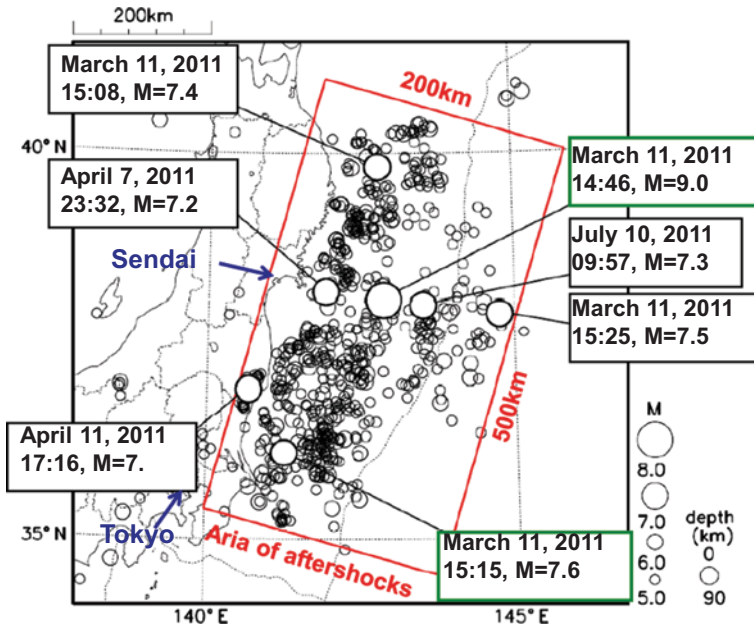 200km
March 11, 2011
15:08, M=7.4
200km
40°N
April 7, 2011
23:32, M=7.2
March 11, 2011
14:46, M=9.0
Sendai
July 10, 2011
09:57, M=7.3
March 11, 2011
15:25, M=7.5
500km
April 11, 2011
17:16, M=7.
Tokyo
35°N
Aria of aftershocks
March 11, 2011
15:15, M=7.6
M
8.0
7.0
6.0
5.0
depth
(km)
0
90
140°E
145°E